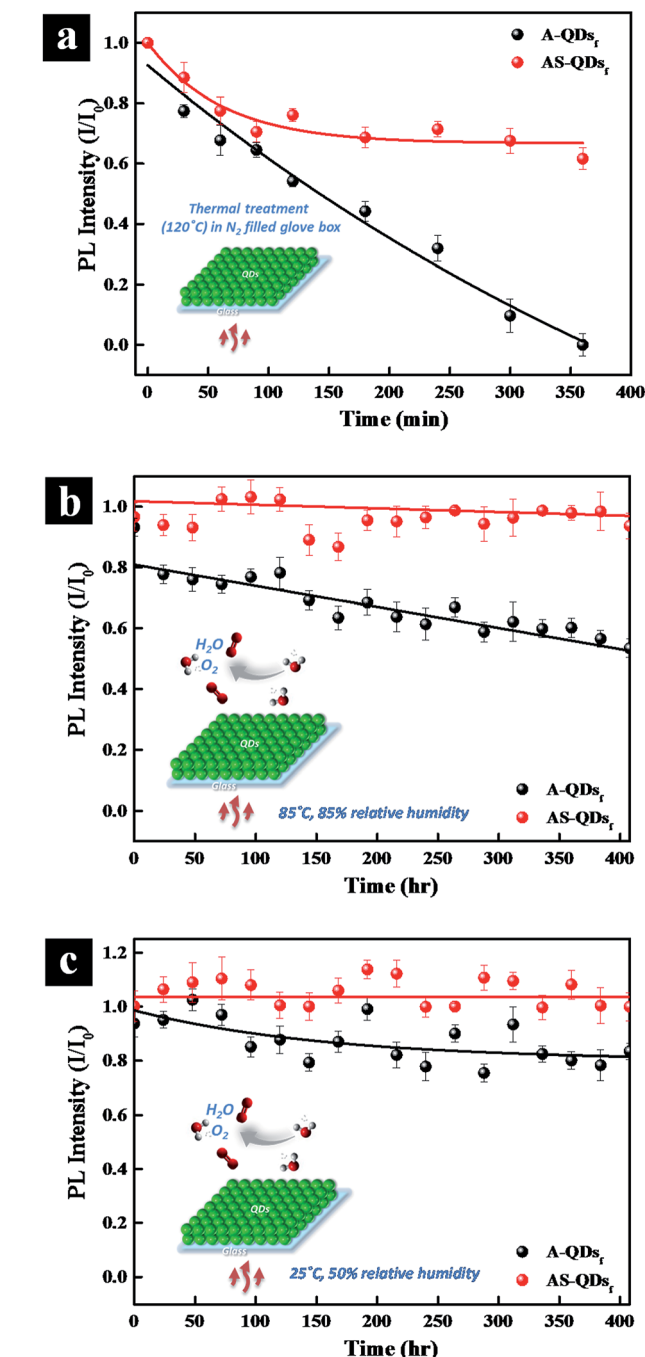 a
A-QDsf
AS-QDsf
PL Intensity (I/I0)
1.0
0.8
0.6
0.4
0.2
0.0
Thermal treatment
(120˚C) in N2 filled glove box
QDs
Glass
0 50 100 150 200 250 300 350 400
Time (min)
b
PL Intensity (I/I0)
1.0
0.8
0.6
0.4
0.2
0.0
H2O
O2
QDs
Glass
A-QDsf
AS-QDsf
85˚C, 85% relative humidity
0 50 100 150 200 250 300 350 400
Time (hr)
c
PL Intensity (I/I0)
1.2
1.0
0.8
0.6
0.4
0.2
0.0
H2O
O2
QDs
Glass
A-QDsf
AS-QDsf
25˚C, 50% relative humidity
0 50 100 150 200 250 300 350 400
Time (hr)